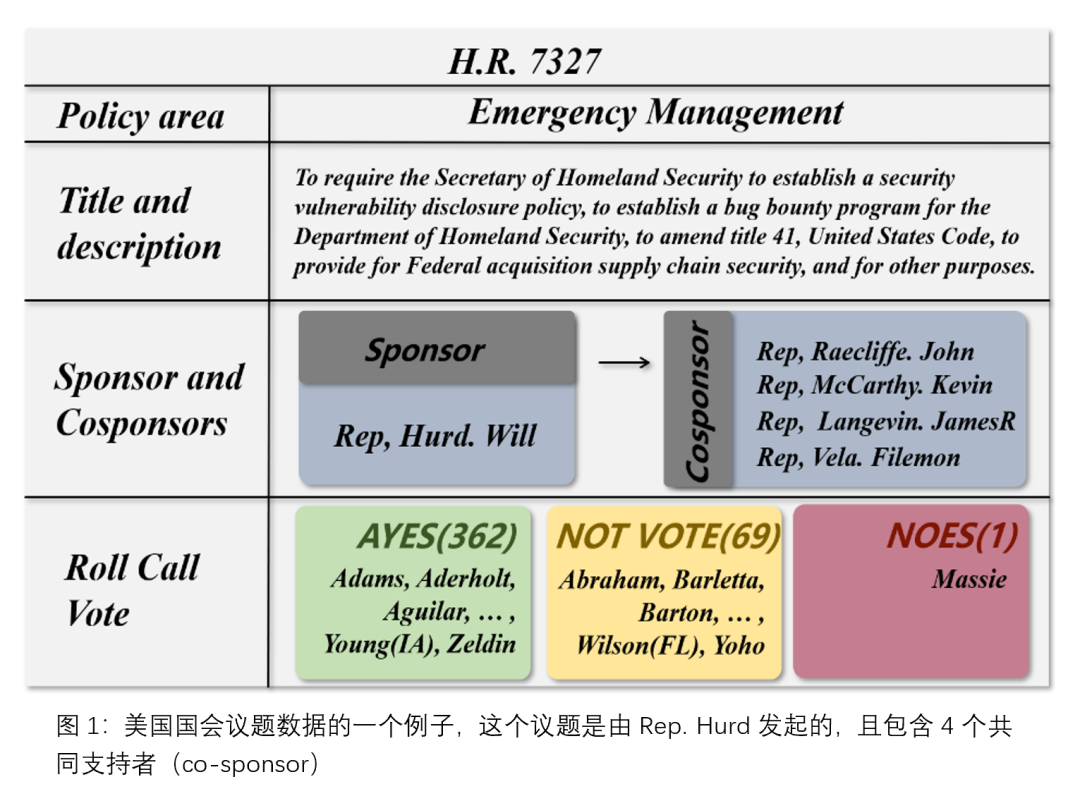 H.R. 7327
Policy area
Emergency Management
Title and
description
To require the Secretary of Homeland Security to establish a security
vulnerability disclosure policy, to establish a bug bounty program for the
Department of Homeland Security, to amend title 41, United States Code, to
provide for Federal acquisition supply chain security, and for other purposes.
Sponsor and
Cosponsors
Sponsor
Rep, Hurd. Will
Cosponsor
Rep, Raecliffe. John
Rep, McCarthy. Kevin
Rep, Langevin. JamesR
Rep, Vela. Filemon
Roll Call
Vote
AYES(362)
Adams, Aderholt,
Aguilar, … ,
Young(IA), Zeldin
NOT VOTE(69)
Abraham, Barletta,
Barton, … ,
Wilson(FL), Yoho
NOES(1)
Massie
图 1：美国国会议题数据的一个例子，这个议题是由 Rep. Hurd 发起的，且包含 4 个共
同支持者（co-sponsor）